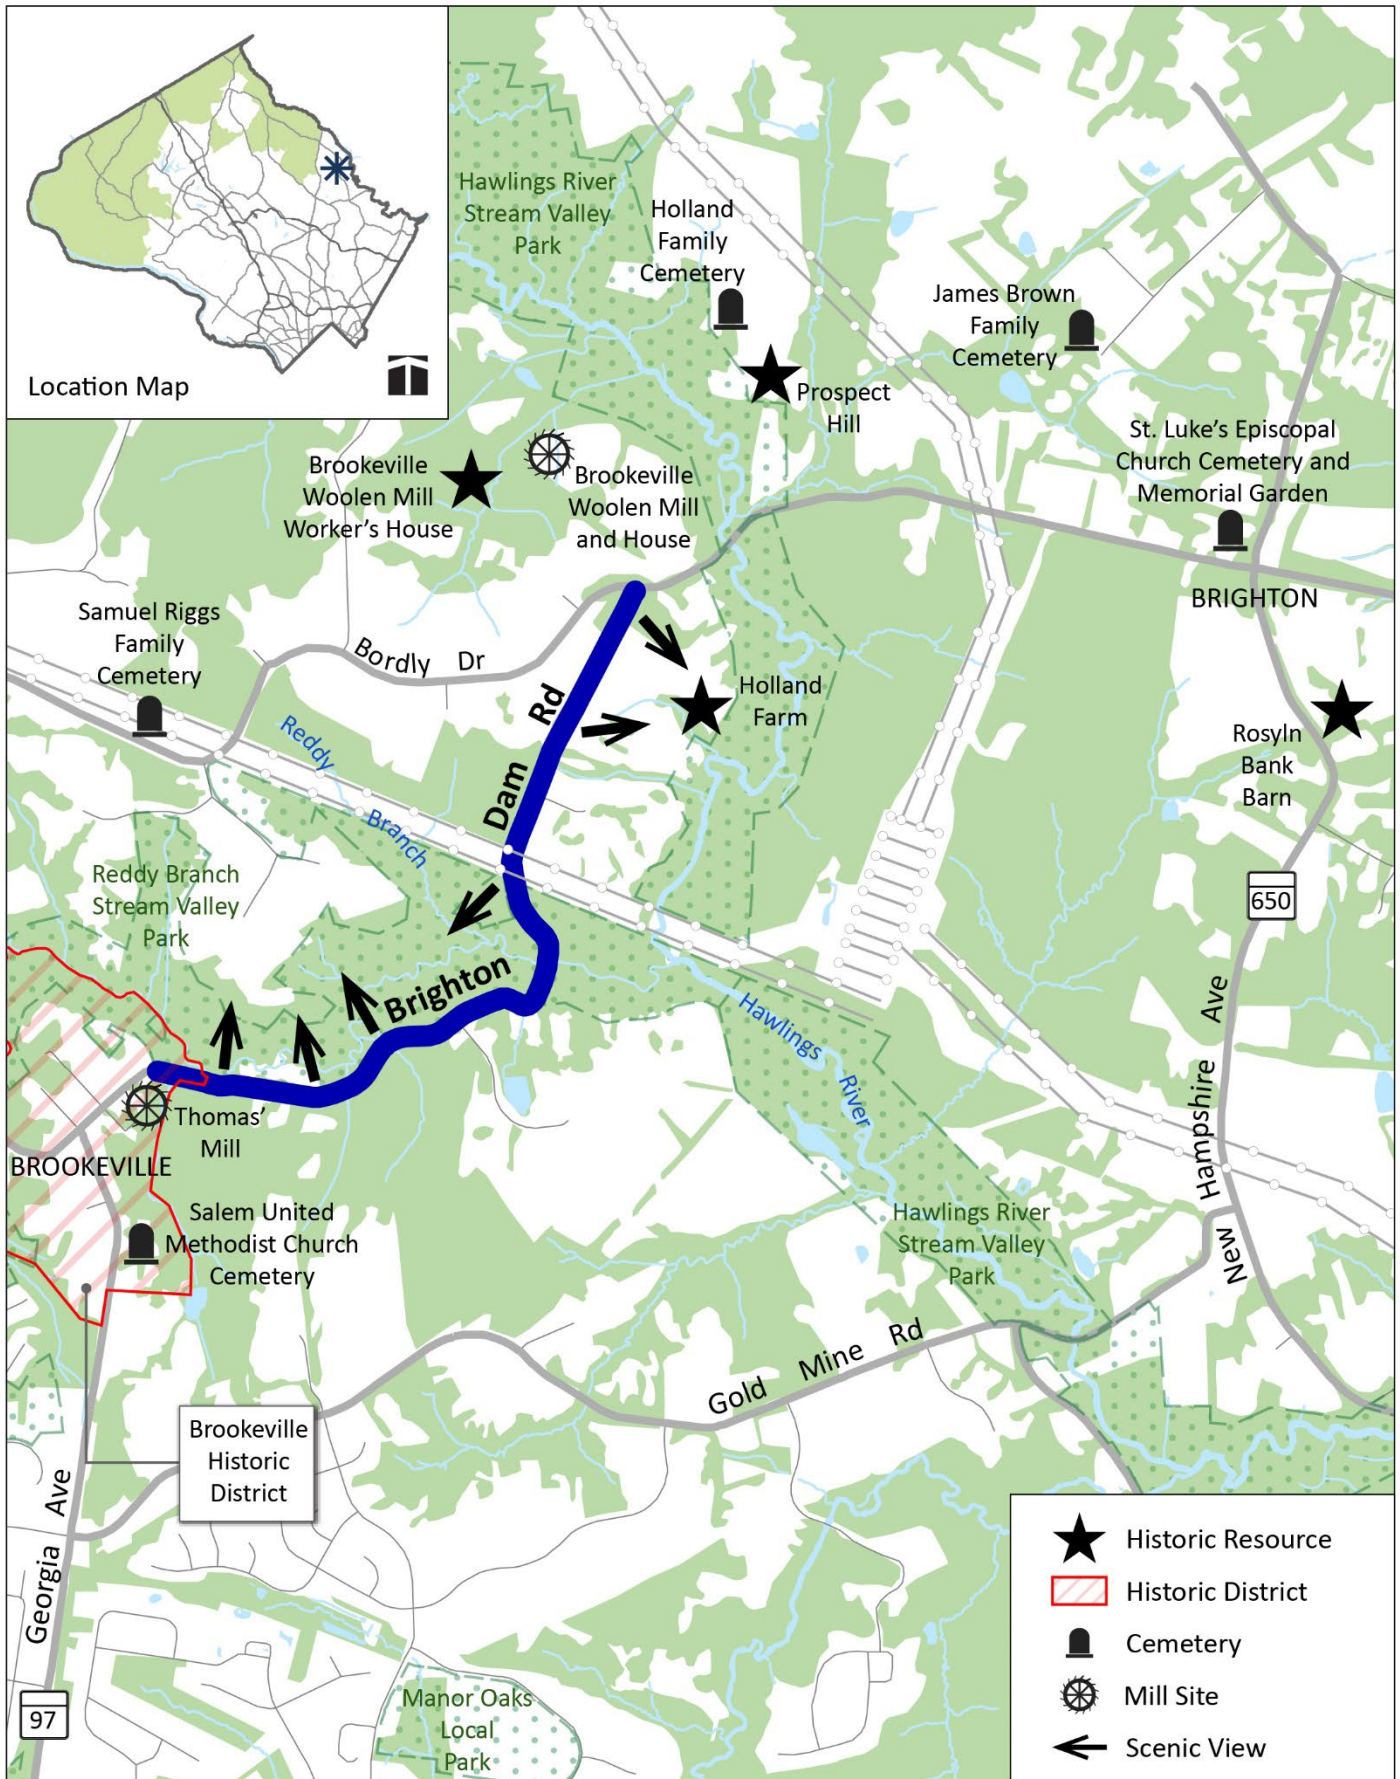 Location Map
Hawlings River
Stream Valley
Park
Holland
Family
Cemetery
James Brown
Family
Cemetery
Prospect
Hill
St. Luke's Episcopal
Church Cemetery and
Memorial Garden
Brookeville
Woolen Mill
Worker's House
Brookeville
Woolen Mill
and House
BRIGHTON
Samuel Riggs
Family
Cemetery
Bordly Dr
Holland
Farm
Rosyln
Bank
Barn
Reddy
Branch
Brighton Dam Rd
Reddy Branch
Stream Valley
Park
650
Hawlings
River
Thomas'
Mill
BROOKEVILLE
Salem United
Methodist Church
Cemetery
New Hampshire Ave
Hawlings River
Stream Valley
Park
Gold Mine Rd
Brookeville
Historic
District
Georgia Ave
97
Manor Oaks
Local
Park
Historic Resource
Historic District
Cemetery
Mill Site
Scenic View